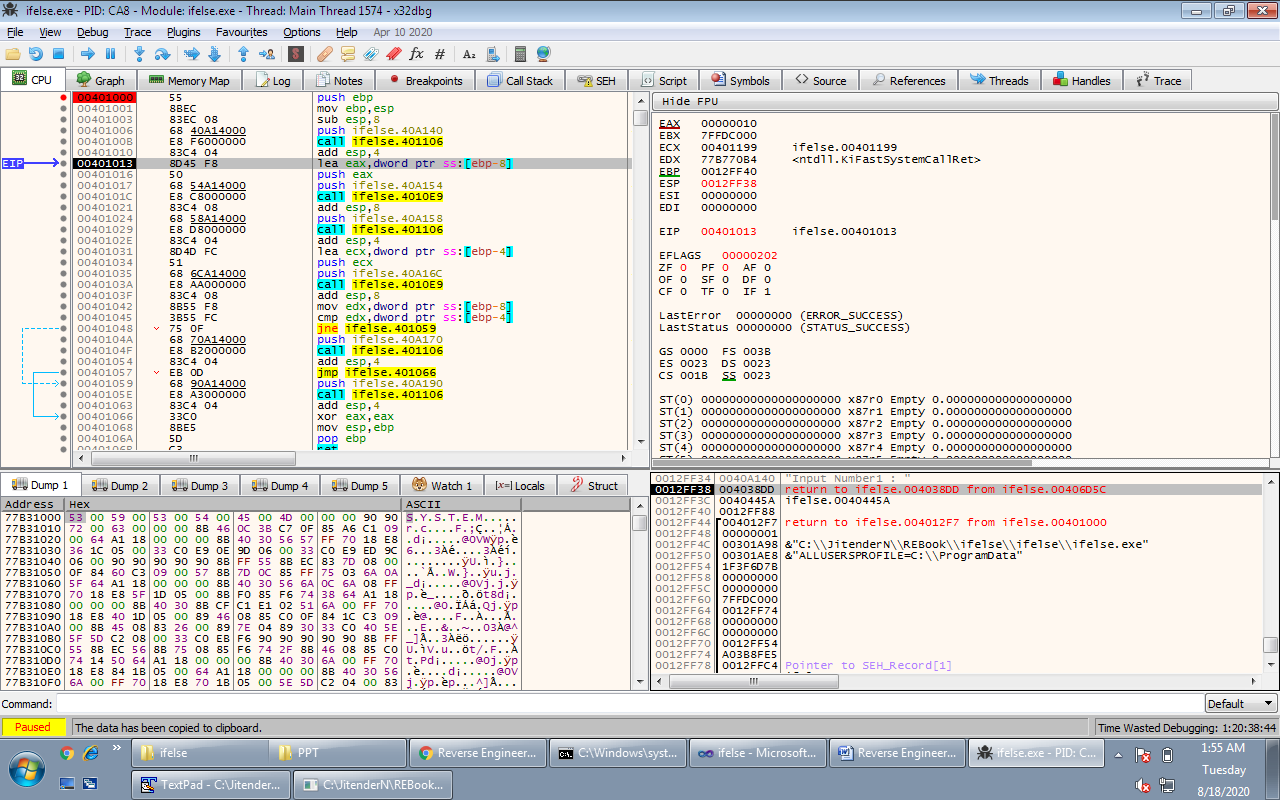 ifelse.exe - PID: CA8 - Module: ifelse.exe - Thread: Main Thread 1574 - x32dbg
File View Debug Trace Plugins Favourites Options Help Apr 10 2020
CPU Graph Memory Map Log Notes Breakpoints Call Stack SEH Script Symbols Source References Threads Handles Trace
00401000 55 push ebp
00401001 8BEC mov ebp,esp
00401003 83EC 08 sub esp,8
00401006 68 40A14000 push ifelse.40A140
0040100B E8 F6000000 call ifelse.401106
00401010 83C4 04 add esp,4
EIP 00401013 8D45 F8 lea eax,dword ptr ss:[ebp-8]
00401016 50 push eax
00401017 68 54A14000 push ifelse.40A154
0040101C E8 C8000000 call ifelse.4010E9
00401021 83C4 08 add esp,8
00401024 68 58A14000 push ifelse.40A158
00401029 E8 D8000000 call ifelse.401106
0040102E 83C4 04 add esp,4
00401031 8D4D FC lea ecx,dword ptr ss:[ebp-4]
00401034 51 push ecx
00401035 68 6CA14000 push ifelse.40A16C
0040103A E8 AA000000 call ifelse.4010E9
0040103F 83C4 08 add esp,8
00401042 8B55 F8 mov edx,dword ptr ss:[ebp-8]
00401045 3B55 FC cmp edx,dword ptr ss:[ebp-4]
00401048 75 0F jne ifelse.401059
0040104A 68 70A14000 push ifelse.40A170
0040104F E8 B2000000 call ifelse.401106
00401054 83C4 04 add esp,4
00401057 EB 0D jmp ifelse.401066
00401059 68 90A14000 push ifelse.40A190
0040105E E8 A3000000 call ifelse.401106
00401063 83C4 04 add esp,4
00401066 33C0 xor eax,eax
00401068 8BE5 mov esp,ebp
0040106A 5D pop ebp
0040106B C3 ret
Hide FPU
EAX 00000010
EBX 7FFDC000
ECX 00401199 ifelse.00401199
EDX 77B770B4 <ntdll.KiFastSystemCallRet>
EBP 0012FF40
ESP 0012FF38
ESI 00000000
EDI 00000000
EIP 00401013 ifelse.00401013
EFLAGS 00000202
ZF 0 PF 0 AF 0
OF 0 SF 0 DF 0
CF 0 TF 0 IF 1
LastError 00000000 (ERROR_SUCCESS)
LastStatus 00000000 (STATUS_SUCCESS)
GS 0000 FS 003B
ES 0023 DS 0023
CS 001B SS 0023
ST(0) 00000000000000000000 x87r0 Empty 0.000000000000000000
ST(1) 00000000000000000000 x87r1 Empty 0.000000000000000000
ST(2) 00000000000000000000 x87r2 Empty 0.000000000000000000
ST(3) 00000000000000000000 x87r3 Empty 0.000000000000000000
ST(4) 00000000000000000000 x87r4 Empty 0.000000000000000000
Dump 1 Dump 2 Dump 3 Dump 4 Dump 5 Watch 1 Locals Struct
Address Hex ASCII
77B31000 53 00 59 00 53 00 54 00 45 00 4D 00 00 00 90 90 S.Y.S.T.E.M.....
77B31010 72 00 63 00 00 00 8B 46 0C 3B C7 0F 85 A6 C1 09
77B31020 00 64 A1 18 00 00 00 8B 40 30 56 57 FF 70 18 E8
77B31030 36 1C 05 00 33 C0 E9 0E 9D 06 00 33 C0 E9 ED 9C
77B31040 06 00 90 90 90 90 90 8B FF 55 8B EC 83 7D 08 00
77B31050 0F 84 60 C3 09 00 57 8B 7D 0C 85 FF 75 03 6A 0A
77B31060 5F 64 A1 18 00 00 00 8B 40 30 56 6A 0C 6A 08 FF
77B31070 70 18 E8 5F 1D 05 00 8B F0 85 F6 74 38 64 A1 18
77B31080 00 00 00 8B 40 30 8B CF C1 E1 02 51 6A 00 FF 70
77B31090 18 E8 40 1D 05 00 89 46 08 85 C0 0F 84 1C C3 09
77B310A0 00 8B 45 08 83 26 00 89 7E 04 89 30 33 C0 40 5E
77B310B0 5F 5D C2 08 00 33 C0 EB F6 90 90 90 90 90 8B FF
77B310C0 55 8B EC 56 8B 75 08 85 F6 74 2F 8B 46 08 85 C0
77B310D0 74 14 50 64 A1 18 00 00 00 8B 40 30 6A 00 FF 70
77B310E0 18 E8 84 1B 05 00 64 A1 18 00 00 00 8B 40 30 56
77B310F0 6A 00 FF 70 18 E8 70 1B 05 00 5E 5D C2 04 00 83
0012FF34 0040A140 "Input Number1 : "
0012FF38 004038DD return to ifelse.004038DD from ifelse.00406D5C
0012FF3C 0040445A ifelse.0040445A
0012FF40 0012FF88
0012FF44 004012F7 return to ifelse.004012F7 from ifelse.00401000
0012FF48 00000001
0012FF4C 00301A98 &"C:\\JitenderN\\REBook\\ifelse\\ifelse\\ifelse.exe"
0012FF50 00301AE8 &"ALLUSERSPROFILE=C:\\ProgramData"
0012FF54 1F3F6D7B
0012FF58 00000000
0012FF5C 00000000
0012FF60 7FFDC000
0012FF64 0012FF74
0012FF68 00000000
0012FF6C 00000000
0012FF70 0012FF54
0012FF74 A03B8FE5
0012FF78 0012FFC4 Pointer to SEH_Record[1]
Command: Default
Paused The data has been copied to clipboard. Time Wasted Debugging: 1:20:38:44
ifelse PPT Reverse Engineer... C:\Windows\syst... ifelse - Microsoft... Reverse Engineer... ifelse.exe - PID: C...
TextPad - C:\Jitender... C:\JitenderN\REBook...
1:55 AM
Tuesday
8/18/2020